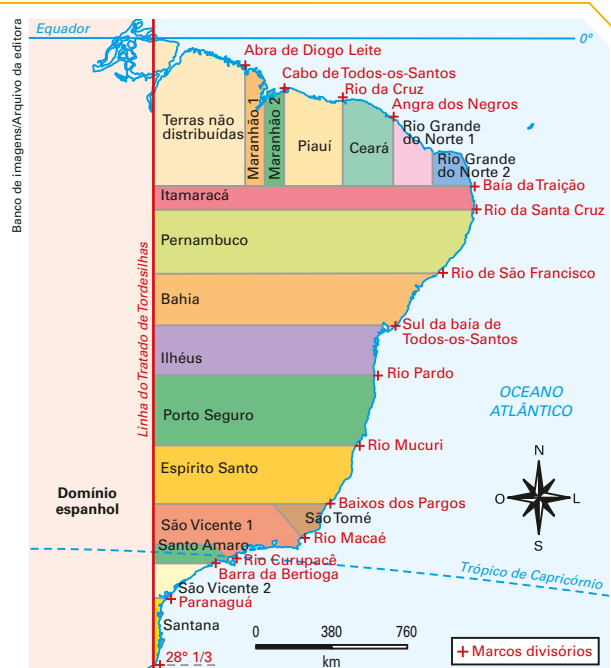 Banco de imagens/Arquivo da editora
Equador
0°
Abra de Diogo Leite
Cabo de Todos-os-Santos
Rio da Cruz
Angra dos Negros
Terras não
distribuídas
Maranhão 1
Maranhão 2
Piauí
Ceará
Rio Grande
do Norte 1
Rio Grande
do Norte 2
Baía da Traição
Itamaracá
Rio da Santa Cruz
Pernambuco
Rio de São Francisco
Bahia
Sul da baía de
Todos-os-Santos
Ilhéus
Rio Pardo
Linha do Tratado de Tordesilhas
OCEANO
ATLÂNTICO
Porto Seguro
Rio Mucuri
Espírito Santo
Domínio
espanhol
N
O
L
S
Baixos dos Pargos
São Tomé
São Vicente 1
Rio Macaé
Santo Amaro
Rio Curupacê
Barra da Bertioga
Trópico de Capricórnio
São Vicente 2
Paranaguá
Santana
28° 1/3
0 380 760
km
+ Marcos divisórios